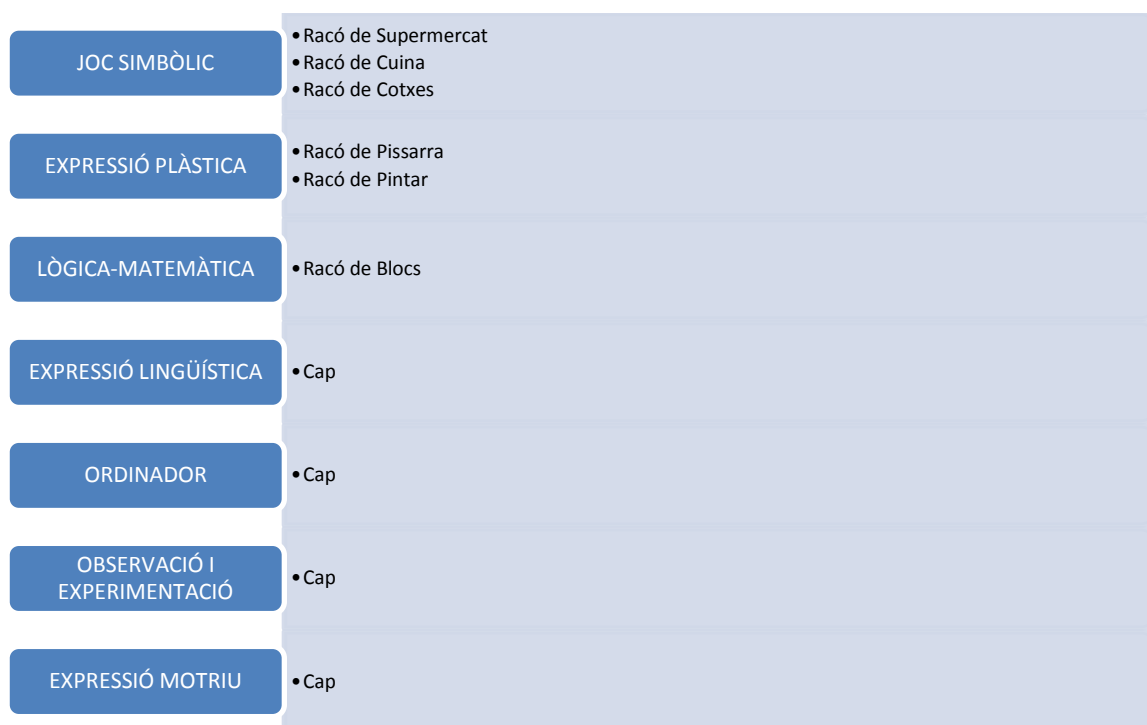 JOC SIMBÒLIC
•Racó de Supermercat
•Racó de Cuina
•Racó de Cotxes
EXPRESSIÓ PLÀSTICA
•Racó de Pissarra
•Racó de Pintar
LÒGICA-MATEMÀTICA
•Racó de Blocs
EXPRESSIÓ LINGÜÍSTICA
•Cap
ORDINADOR
•Cap
OBSERVACIÓ I
EXPERIMENTACIÓ
•Cap
EXPRESSIÓ MOTRIU
•Cap